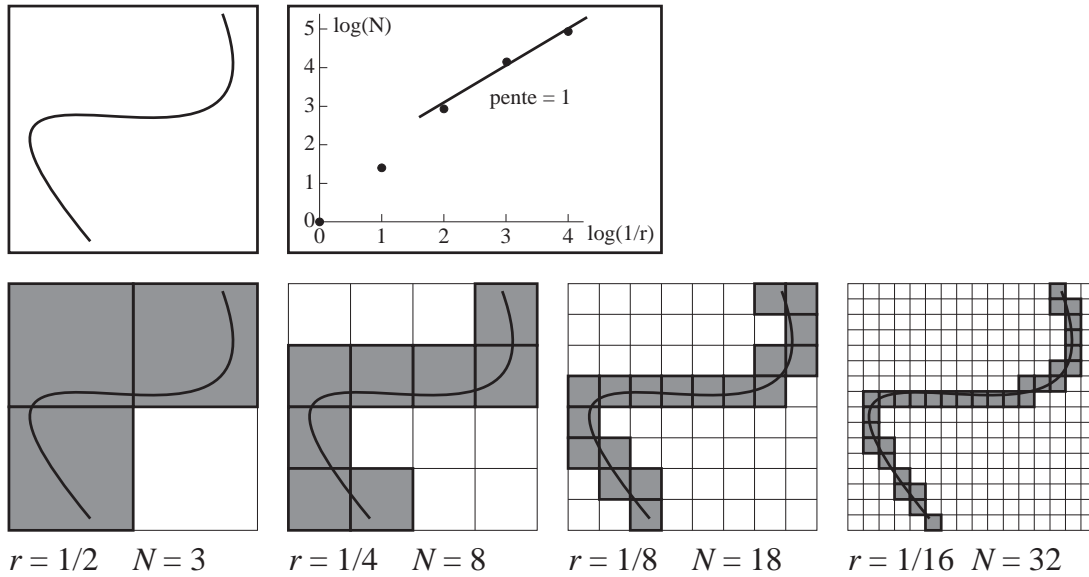 log(N)
5
4
3
2
1
0
pente = 1
0 1 2 3 4 log(1/r)
r = 1/2 N = 3 r = 1/4 N = 8 r = 1/8 N = 18 r = 1/16 N = 32